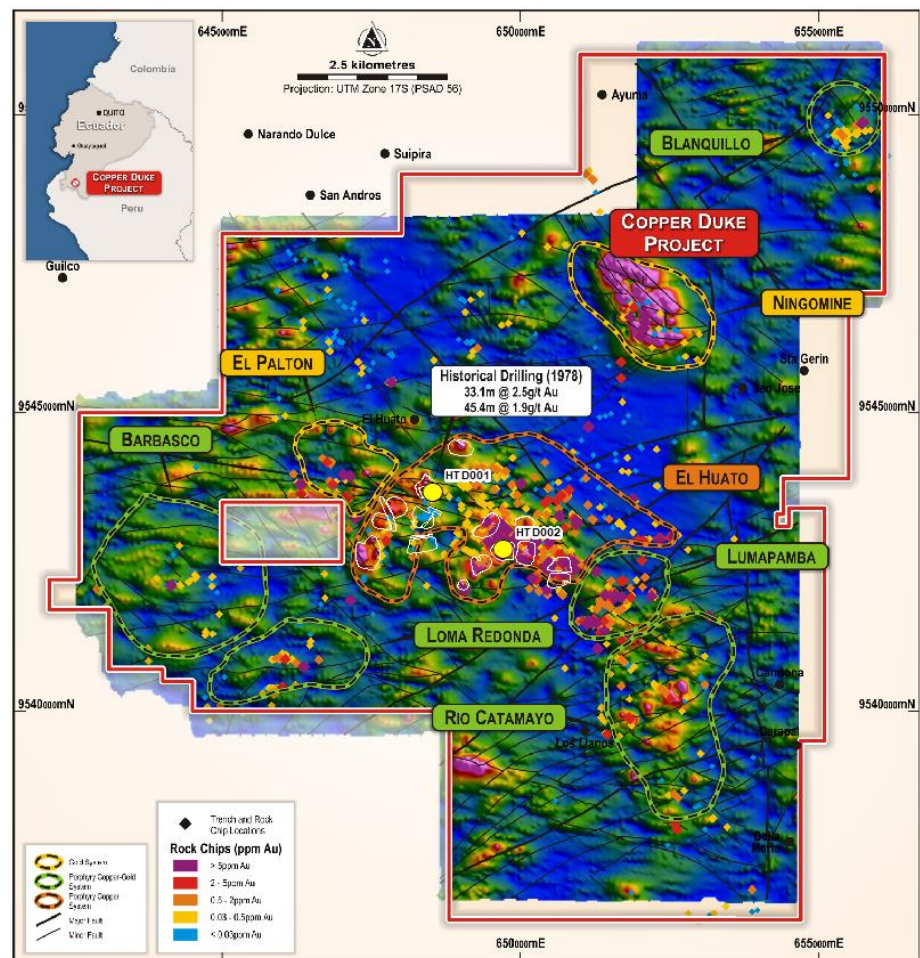 645000mE
650000mE
655000mE
2.5 kilometres
Projection: UTM Zone 17S (PSAD 56)
Colombia
QUITO
Ecuador
Guayaquil
COPPER DUKE
PROJECT
Peru
Guilco
Narando Dulce
Suipira
San Andros
Ayuma
9550000mN
BLANQUILLO
COPPER DUKE
PROJECT
NINGOMINE
EL PALTON
Sta Gerin
San Jose
Historical Drilling (1978)
33.1m @ 2.5g/t Au
45.4m @ 1.9g/t Au
9545000mN
9545000mN
El Huato
BARBASCO
HTD001
EL HUATO
HTD002
LUMAPAMBA
LOMA REDONDA
Cangona
9540000mN
RIO CATAMAYO
9540000mN
Los Llanos
Carapal
Bella
Maria
Gold System
Porphyry Copper-Gold
System
Porphyry Copper
System
Major Fault
Minor Fault
Trench and Rock
Chip Locations
Rock Chips (ppm Au)
> 5ppm Au
2 - 5ppm Au
0.5 - 2ppm Au
0.03 - 0.5ppm Au
< 0.03ppm Au
650000mE
655000mE